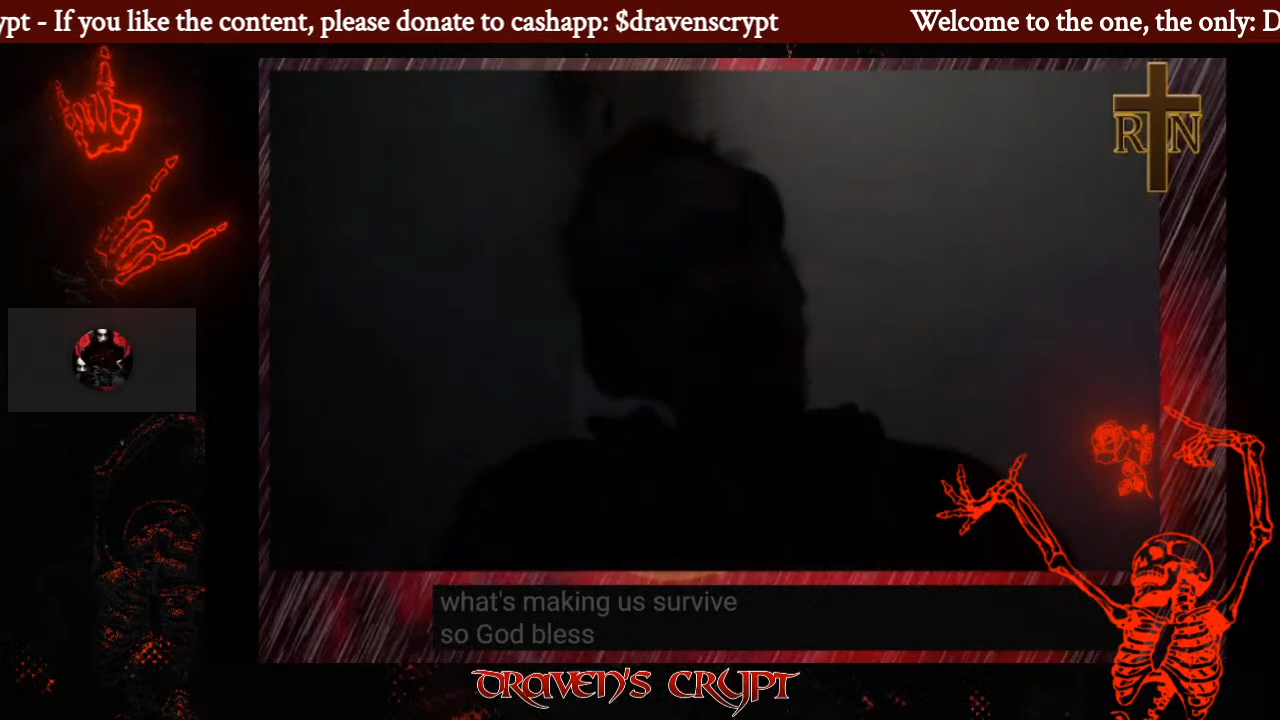 ypt - If you like the content, please donate to cashapp: $dravenscrypt Welcome to the one, the only: D
R N
what's making us survive
so God bless
DRAVEN'S CRYPT